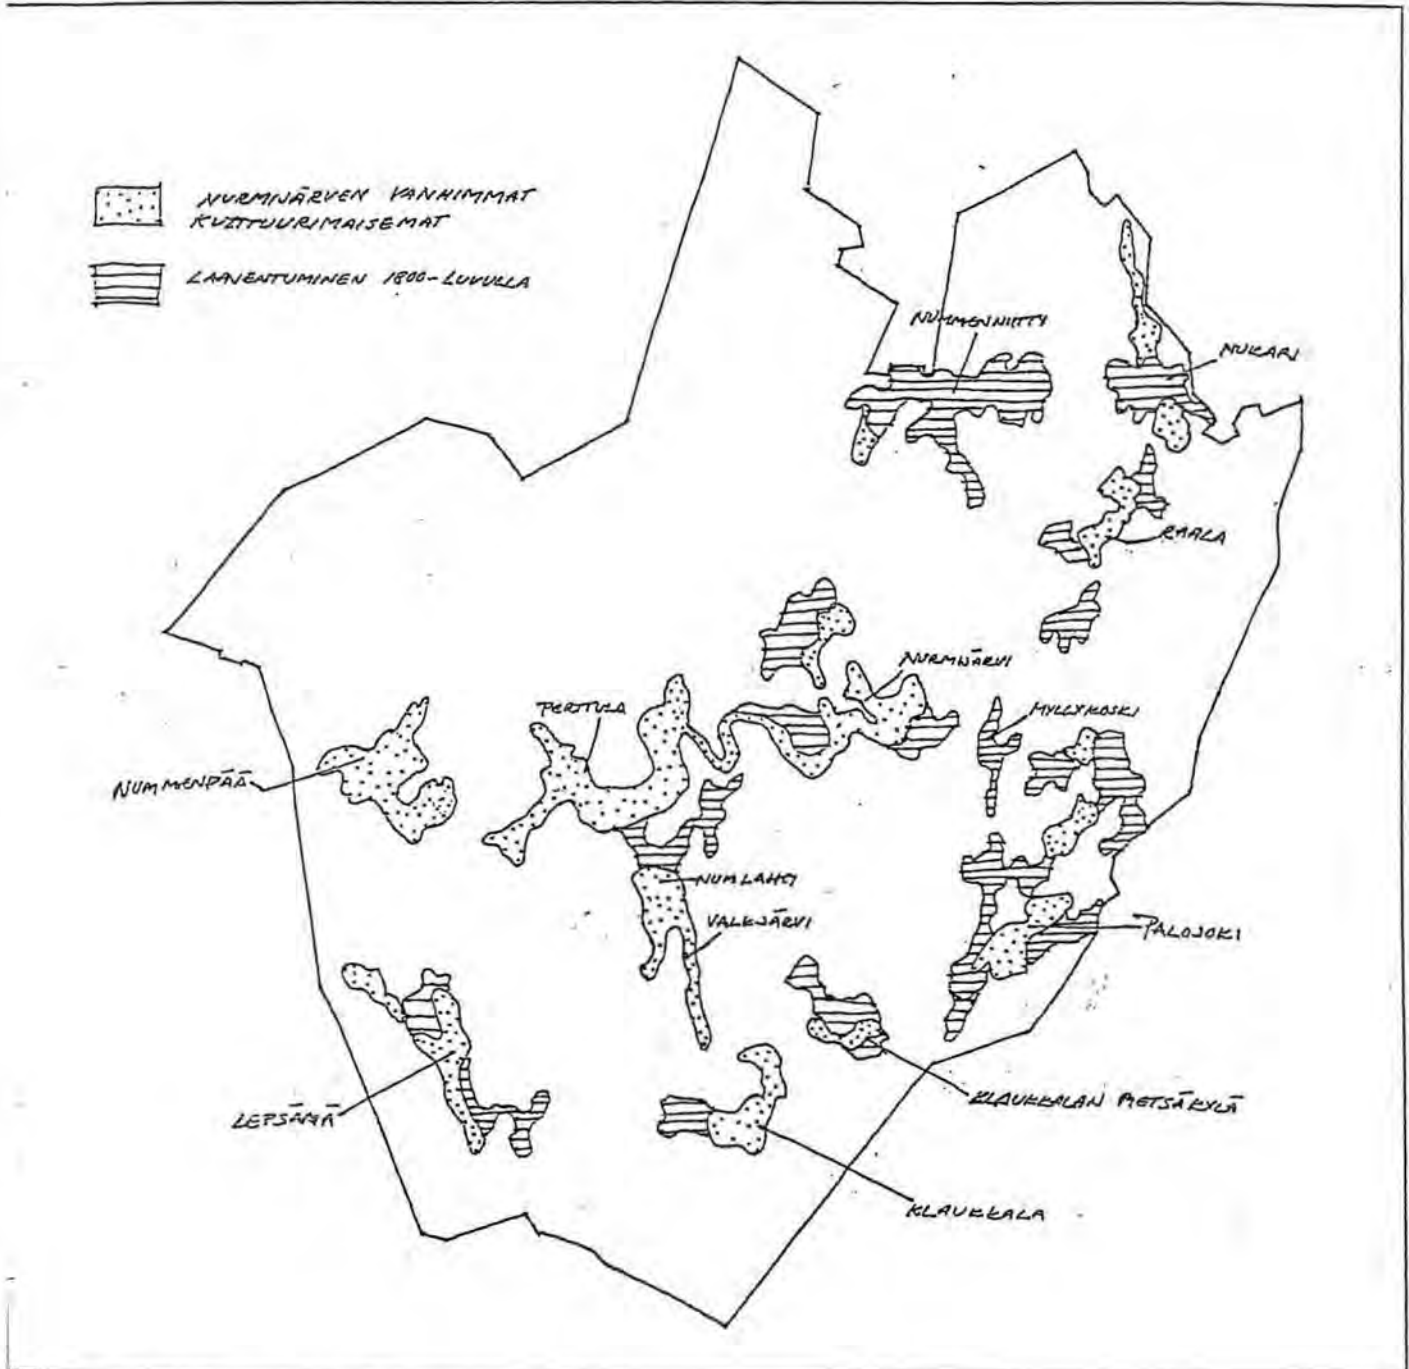 NURMIJÄRVEN VANHIMMAT
KULTTUURIMAISEMAT
LAAJENTUMINEN 1800-LUVULLA
NUMMENNIITTY
NUKARI
RAALA
NURMIJÄRVI
PERTTULA
MYLLYKOSKI
NUMMENPÄÄ
NUMLAHTI
VALKJÄRVI
PALOJOKI
LEPSÄMÄ
KLAUKKALAN METSÄKYLÄ
KLAUKKALA